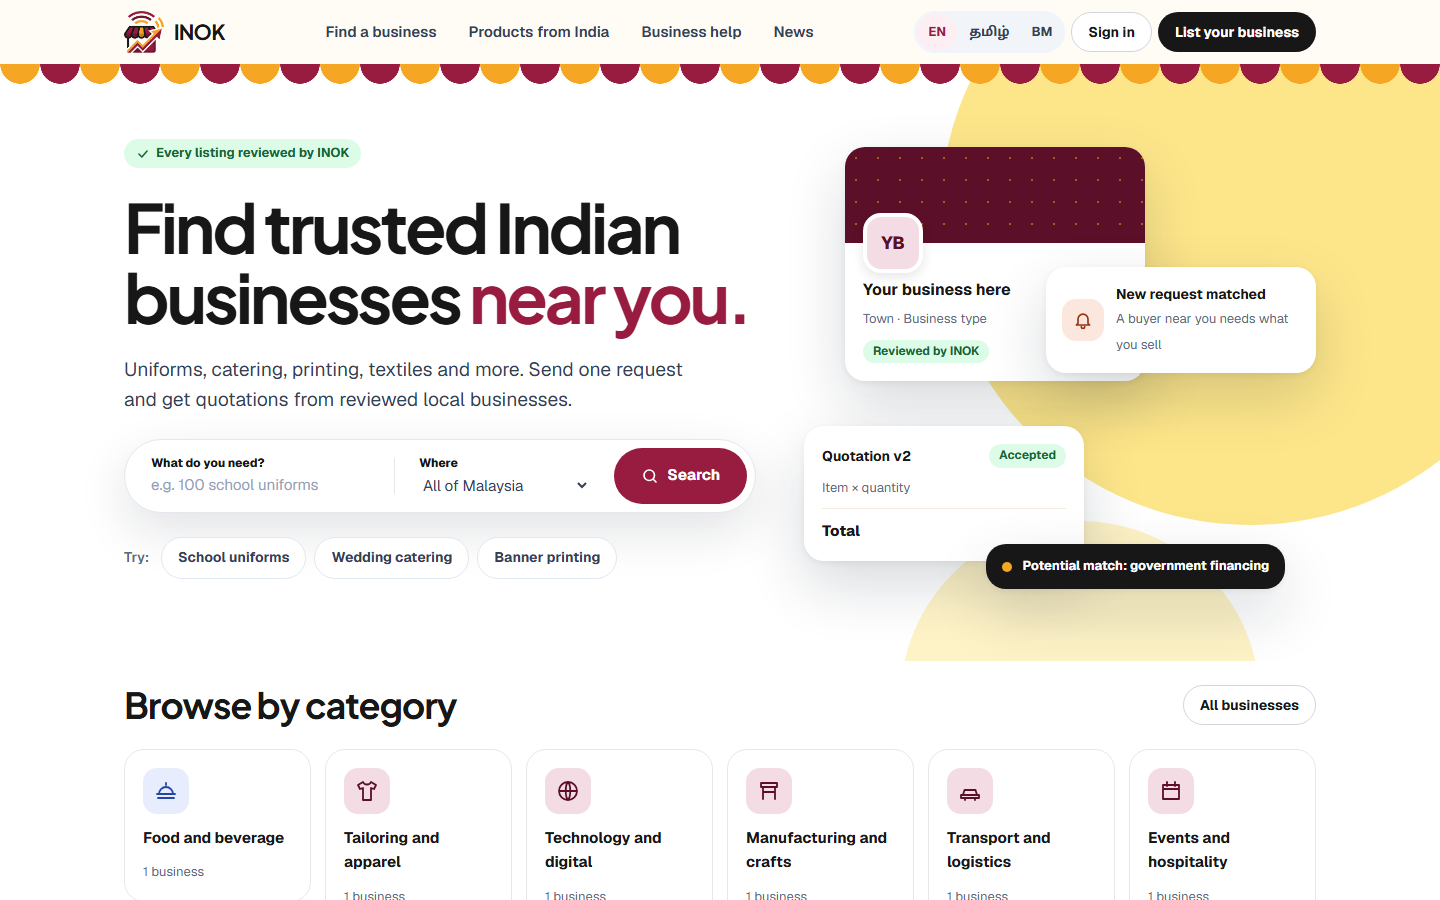 INOK
Find a business
Products from India
Business help
News
EN
தமிழ்
BM
Sign in
List your business
Every listing reviewed by INOK
Find trusted Indian
businesses near you.
Uniforms, catering, printing, textiles and more. Send one request
and get quotations from reviewed local businesses.
What do you need?
e.g. 100 school uniforms
Where
All of Malaysia
Search
Try:
School uniforms
Wedding catering
Banner printing
YB
Your business here
Town · Business type
Reviewed by INOK
New request matched
A buyer near you needs what
you sell
Quotation v2
Accepted
Item × quantity
Total
Potential match: government financing
Browse by category
All businesses
Food and beverage
1 business
Tailoring and
apparel
1 business
Technology and
digital
1 business
Manufacturing and
crafts
1 business
Transport and
logistics
1 business
Events and
hospitality
1 business